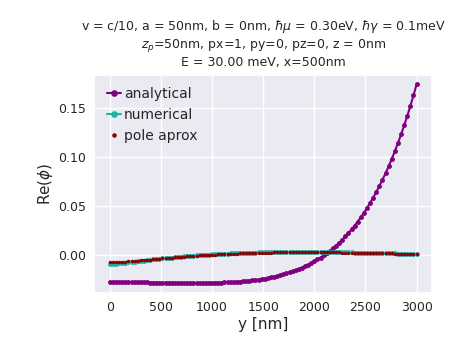 v = c/10, a = 50nm, b = 0nm, ℏμ = 0.30eV, ℏγ = 0.1meV
zₚ=50nm, px=1, py=0, pz=0, z = 0nm
E = 30.00 meV, x=500nm
analytical
numerical
pole aprox
Re(ϕ)
0.15
0.10
0.05
0.00
0 500 1000 1500 2000 2500 3000
y [nm]